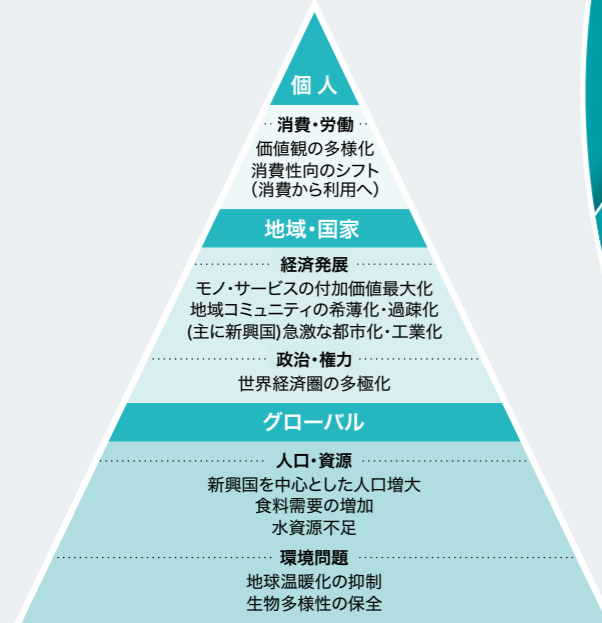 個人
消費・労働
価値観の多様化
消費性向のシフト
（消費から利用へ）
地域・国家
経済発展
モノ・サービスの付加価値最大化
地域コミュニティの希薄化・過疎化
(主に新興国)急激な都市化・工業化
政治・権力
世界経済圏の多極化
グローバル
人口・資源
新興国を中心とした人口増大
食料需要の増加
水資源不足
環境問題
地球温暖化の抑制
生物多様性の保全